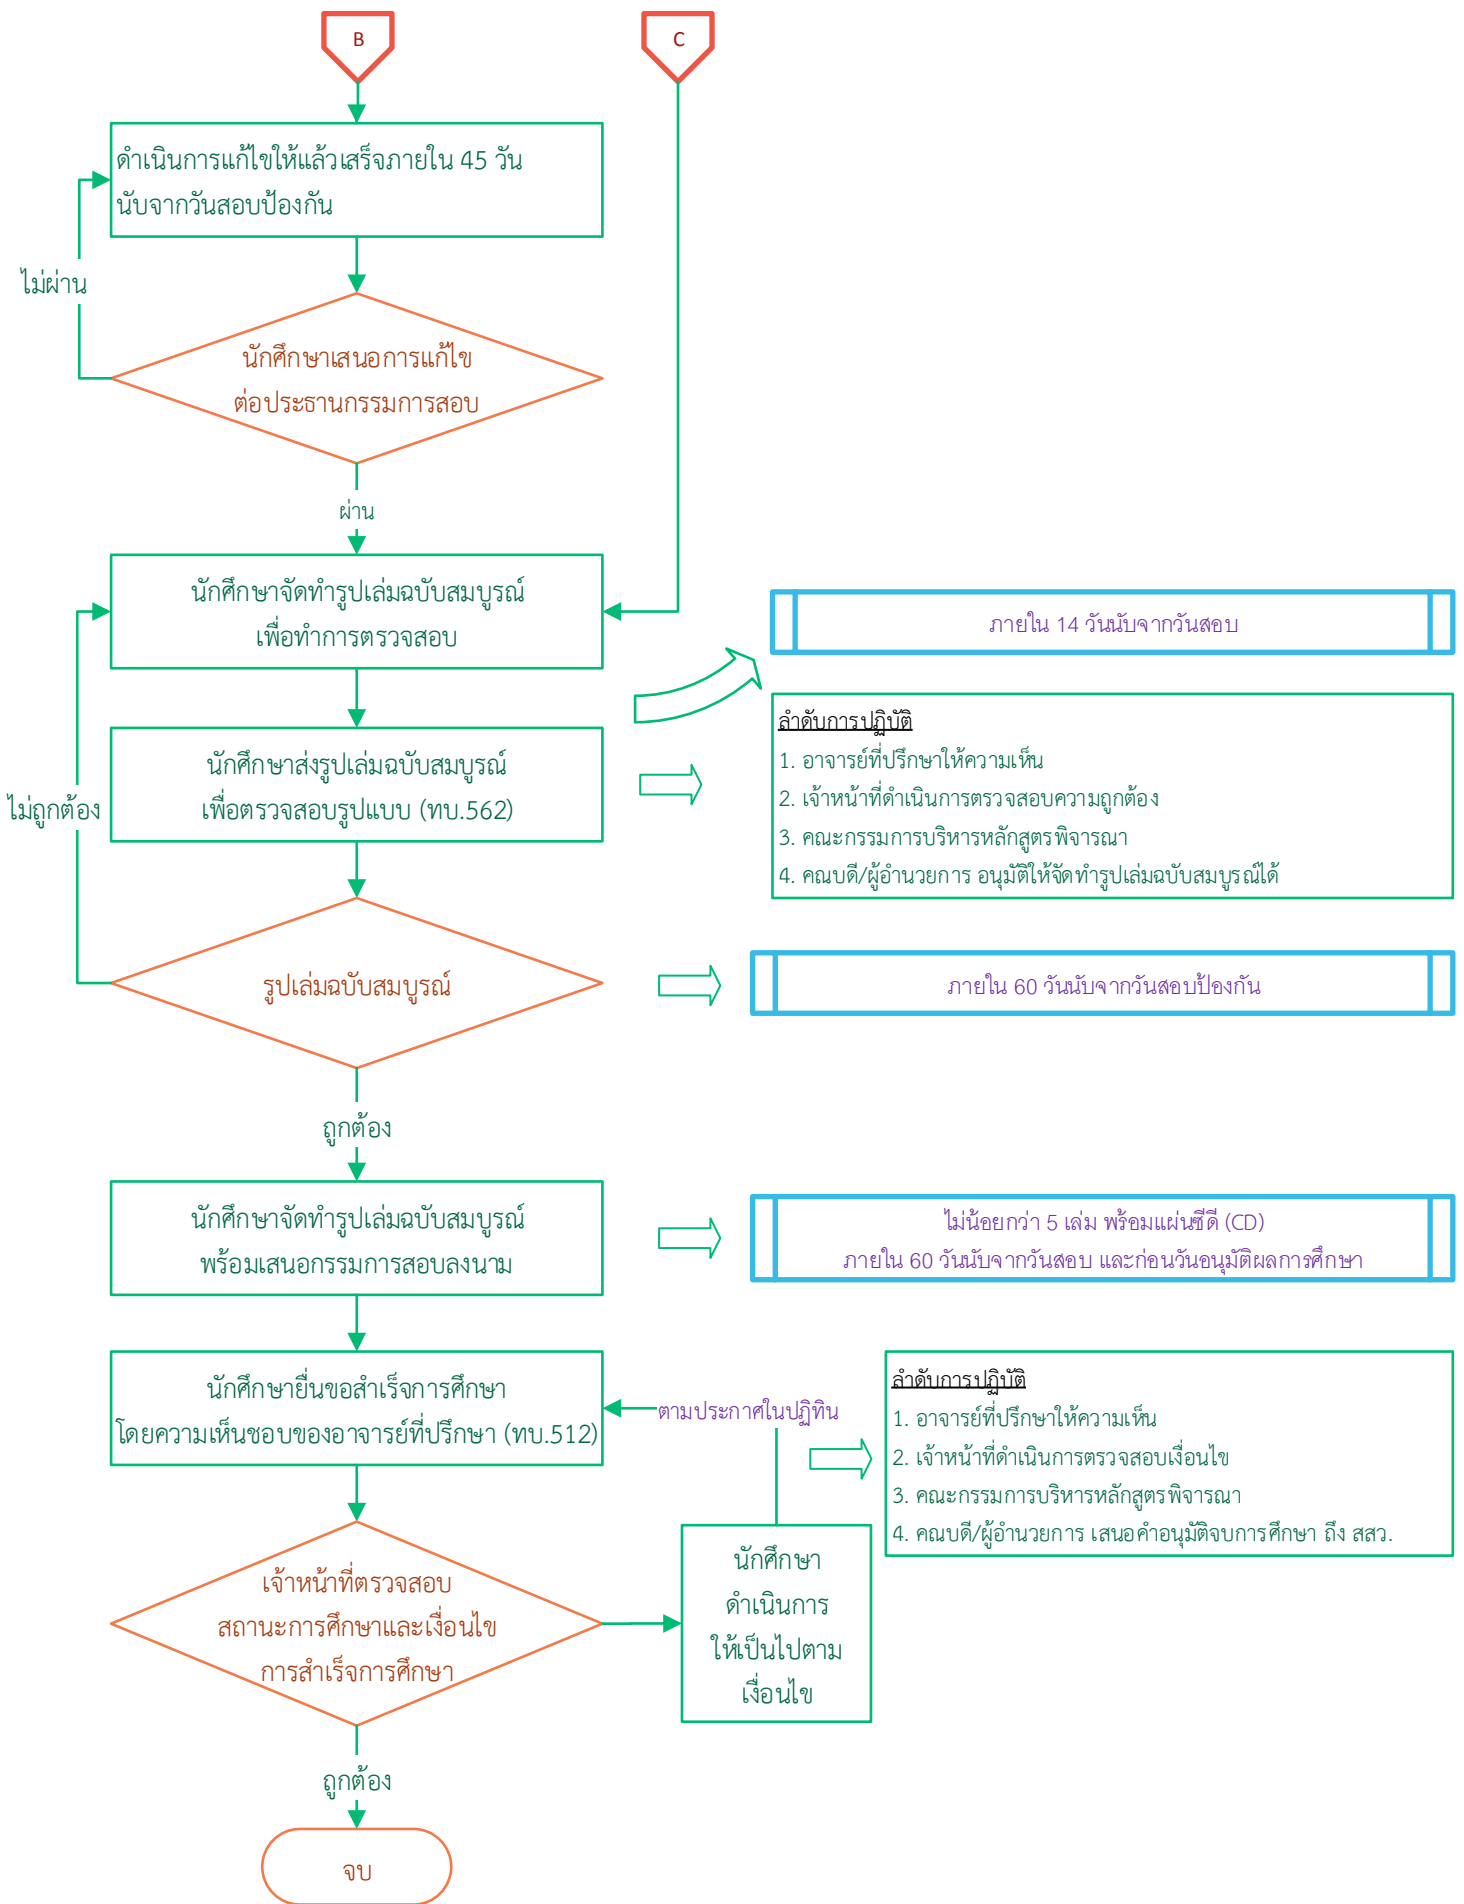 B
C
ดำเนินการแก้ไขให้แล้วเสร็จภายใน 45 วัน
นับจากวันสอบป้องกัน
ไม่ผ่าน
นักศึกษาเสนอการแก้ไข
ต่อประธานกรรมการสอบ
ผ่าน
นักศึกษาจัดทำรูปเล่มฉบับสมบูรณ์
เพื่อทำการตรวจสอบ
ภายใน 14 วันนับจากวันสอบ
นักศึกษาส่งรูปเล่มฉบับสมบูรณ์
เพื่อตรวจสอบรูปแบบ (ทบ.562)
ลำดับการปฏิบัติ
1. อาจารย์ที่ปรึกษาให้ความเห็น
2. เจ้าหน้าที่ดำเนินการตรวจสอบความถูกต้อง
3. คณะกรรมการบริหารหลักสูตรพิจารณา
4. คณบดี/ผู้อำนวยการ อนุมัติให้จัดทำรูปเล่มฉบับสมบูรณ์ได้
ไม่ถูกต้อง
รูปเล่มฉบับสมบูรณ์
ภายใน 60 วันนับจากวันสอบป้องกัน
ถูกต้อง
นักศึกษาจัดทำรูปเล่มฉบับสมบูรณ์
พร้อมเสนอกรรมการสอบลงนาม
ไม่น้อยกว่า 5 เล่ม พร้อมแผ่นซีดี (CD)
ภายใน 60 วันนับจากวันสอบ และก่อนวันอนุมัติผลการศึกษา
นักศึกษายื่นขอสำเร็จการศึกษา
โดยความเห็นชอบของอาจารย์ที่ปรึกษา (ทบ.512)
ตามประกาศในปฏิทิน
ลำดับการปฏิบัติ
1. อาจารย์ที่ปรึกษาให้ความเห็น
2. เจ้าหน้าที่ดำเนินการตรวจสอบเงื่อนไข
3. คณะกรรมการบริหารหลักสูตรพิจารณา
4. คณบดี/ผู้อำนวยการ เสนอคำอนุมัติจบการศึกษา ถึง สสว.
เจ้าหน้าที่ตรวจสอบ
สถานะการศึกษาและเงื่อนไข
การสำเร็จการศึกษา
นักศึกษา
ดำเนินการ
ให้เป็นไปตาม
เงื่อนไข
ถูกต้อง
จบ